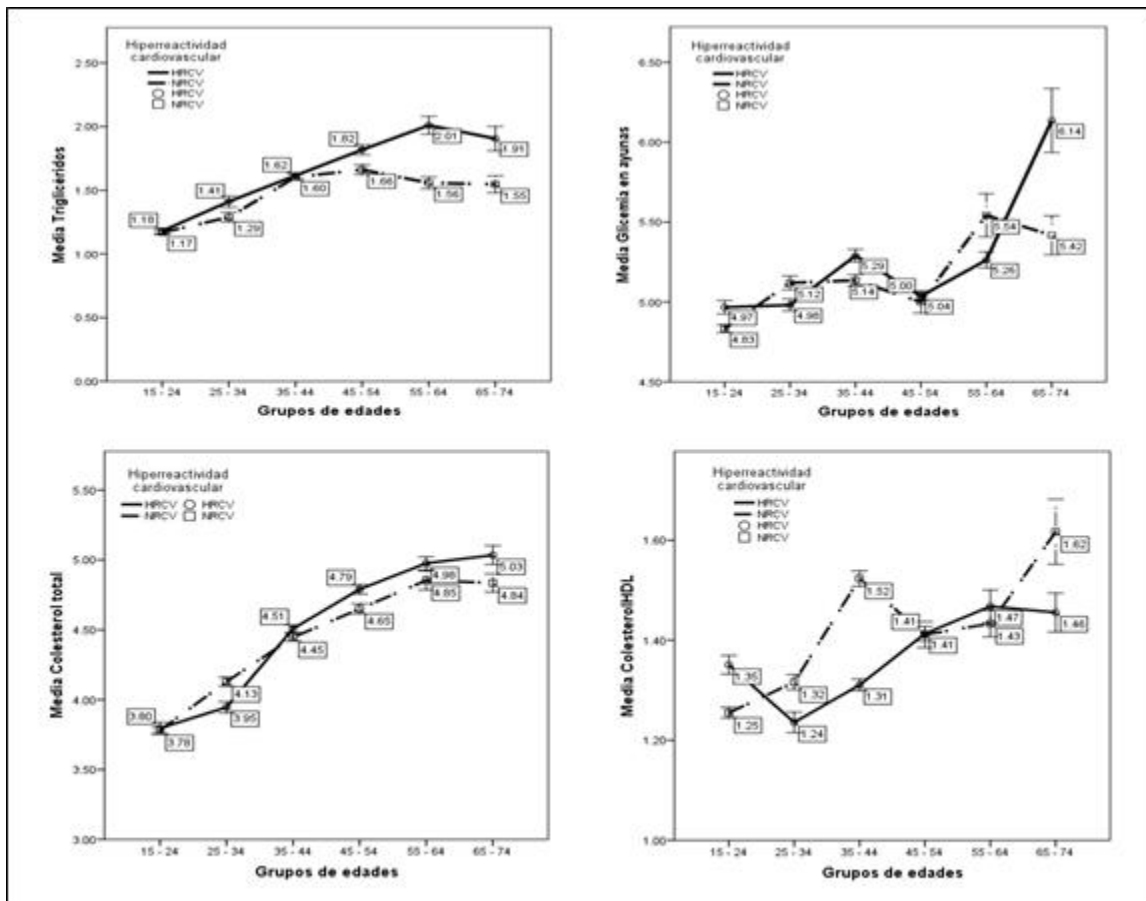 Hiperreactividad
cardiovascular
HRCV
NRCV
HRCV
NRCV
Media Trigliceridos
2.50
2.00
1.50
1.00
0.50
0.00
1.18
1.17
1.41
1.29
1.62
1.60
1.82
1.66
2.01
1.56
1.91
1.55
15 - 24
25 - 34
35 - 44
45 - 54
55 - 64
65 - 74
Grupos de edades
Hiperreactividad
cardiovascular
HRCV
NRCV
HRCV
NRCV
Media Glicemia en ayunas
6.50
6.00
5.50
5.00
4.50
4.97
4.83
5.12
4.98
5.29
5.14
5.00
5.04
5.54
5.26
6.14
5.42
15 - 24
25 - 34
35 - 44
45 - 54
55 - 64
65 - 74
Grupos de edades
Hiperreactividad
cardiovascular
HRCV HRCV
NRCV NRCV
Media Colesterol total
5.50
5.00
4.50
4.00
3.50
3.00
3.80
3.78
4.13
3.95
4.51
4.45
4.79
4.65
4.98
4.85
5.03
4.84
15 - 24
25 - 34
35 - 44
45 - 54
55 - 64
65 - 74
Grupos de edades
Hiperreactividad
cardiovascular
HRCV
NRCV
HRCV
NRCV
Media ColesterolHDL
1.60
1.40
1.20
1.00
1.35
1.25
1.32
1.24
1.52
1.31
1.41
1.41
1.47
1.43
1.62
1.46
15 - 24
25 - 34
35 - 44
45 - 54
55 - 64
65 - 74
Grupos de edades